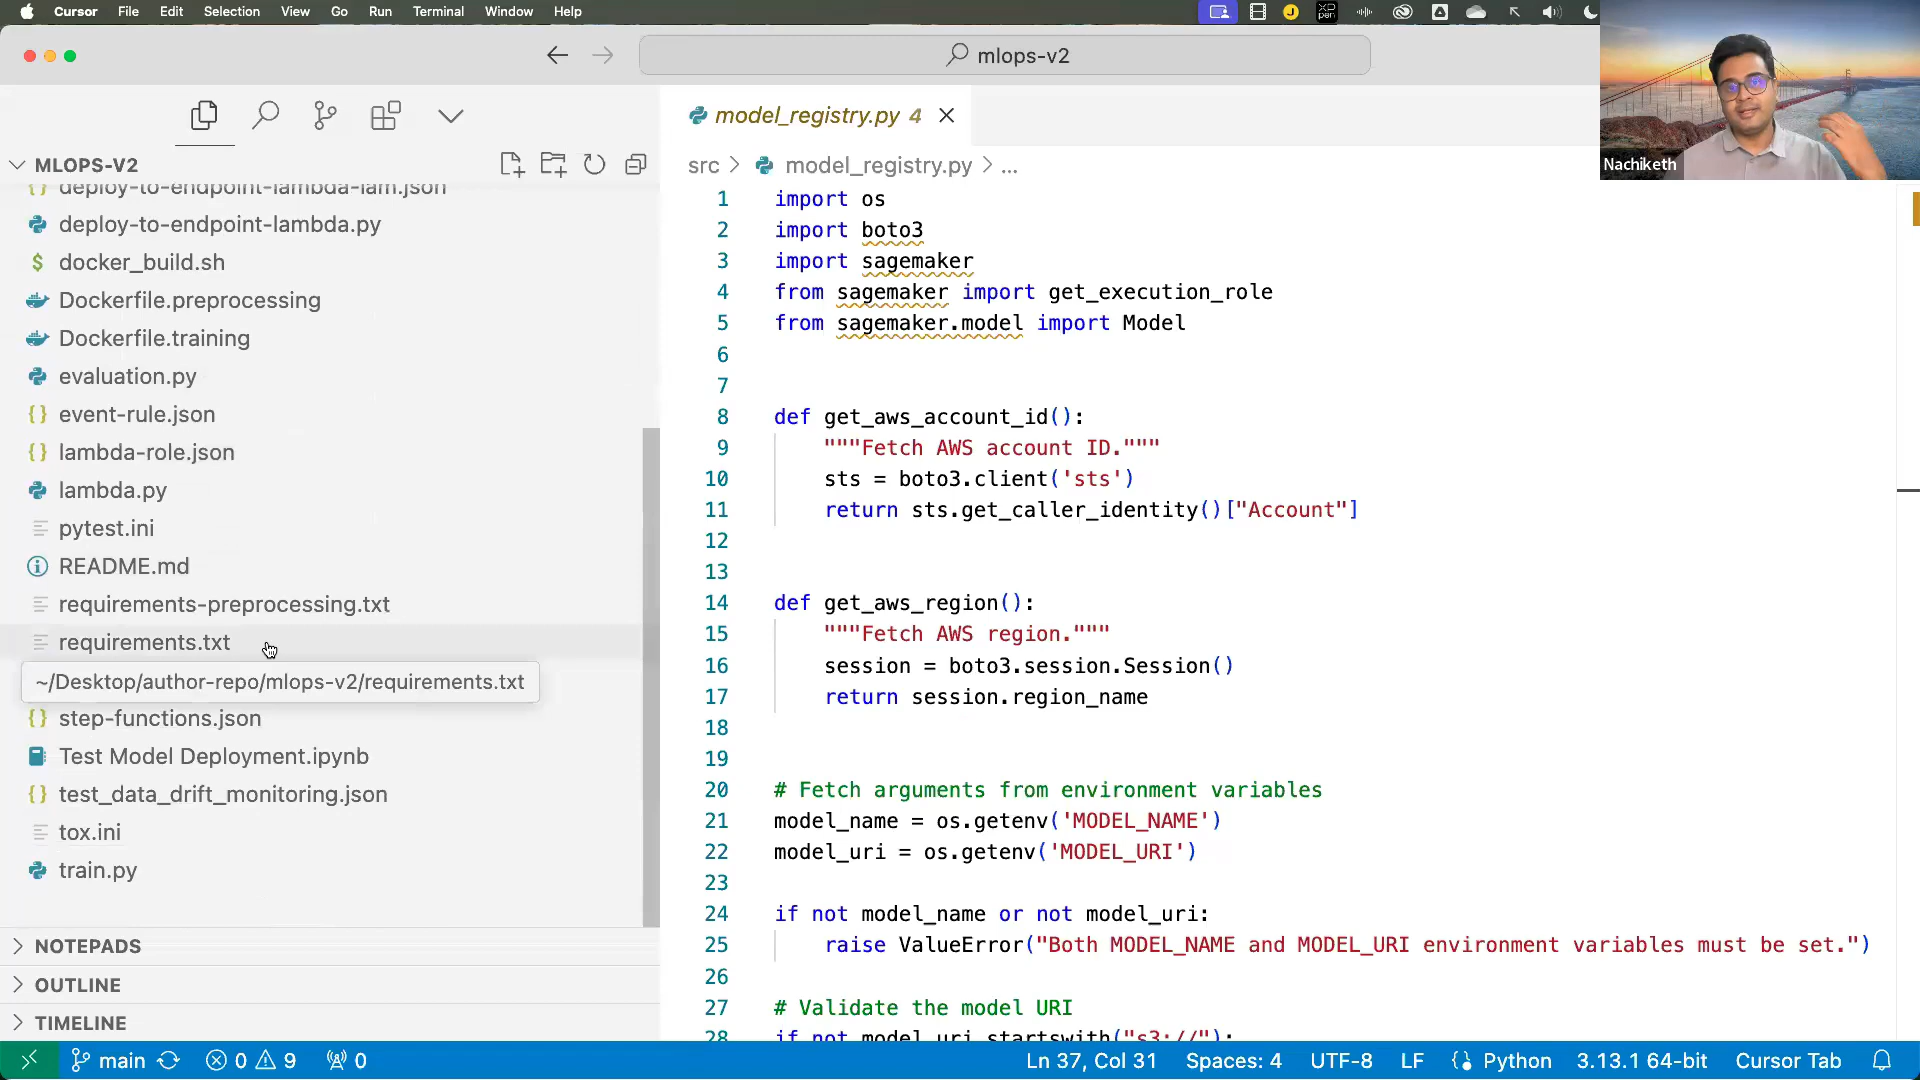 Cursor File Edit Selection View Go Run Terminal Window Help
mlops-v2
Nachiketh
model_registry.py 4
MLOPS-V2
src > model_registry.py > ...
deploy-to-endpoint-lambda-iam.json
deploy-to-endpoint-lambda.py
docker_build.sh
Dockerfile.preprocessing
Dockerfile.training
evaluation.py
event-rule.json
lambda-role.json
lambda.py
pytest.ini
README.md
requirements-preprocessing.txt
requirements.txt
~/Desktop/author-repo/mlops-v2/requirements.txt
step-functions.json
Test Model Deployment.ipynb
test_data_drift_monitoring.json
tox.ini
train.py
NOTEPADS
OUTLINE
TIMELINE
1 import os
2 import boto3
3 import sagemaker
4 from sagemaker import get_execution_role
5 from sagemaker.model import Model
6
7
8 def get_aws_account_id():
9 """Fetch AWS account ID."""
10 sts = boto3.client('sts')
11 return sts.get_caller_identity()["Account"]
12
13
14 def get_aws_region():
15 """Fetch AWS region."""
16 session = boto3.session.Session()
17 return session.region_name
18
19
20 # Fetch arguments from environment variables
21 model_name = os.getenv('MODEL_NAME')
22 model_uri = os.getenv('MODEL_URI')
23
24 if not model_name or not model_uri:
25 raise ValueError("Both MODEL_NAME and MODEL_URI environment variables must be set.")
26
27 # Validate the model URI
28 if not model_uri.startswith("s3://"):
main 0 9 0 Ln 37, Col 31 Spaces: 4 UTF-8 LF {} Python 3.13.1 64-bit Cursor Tab